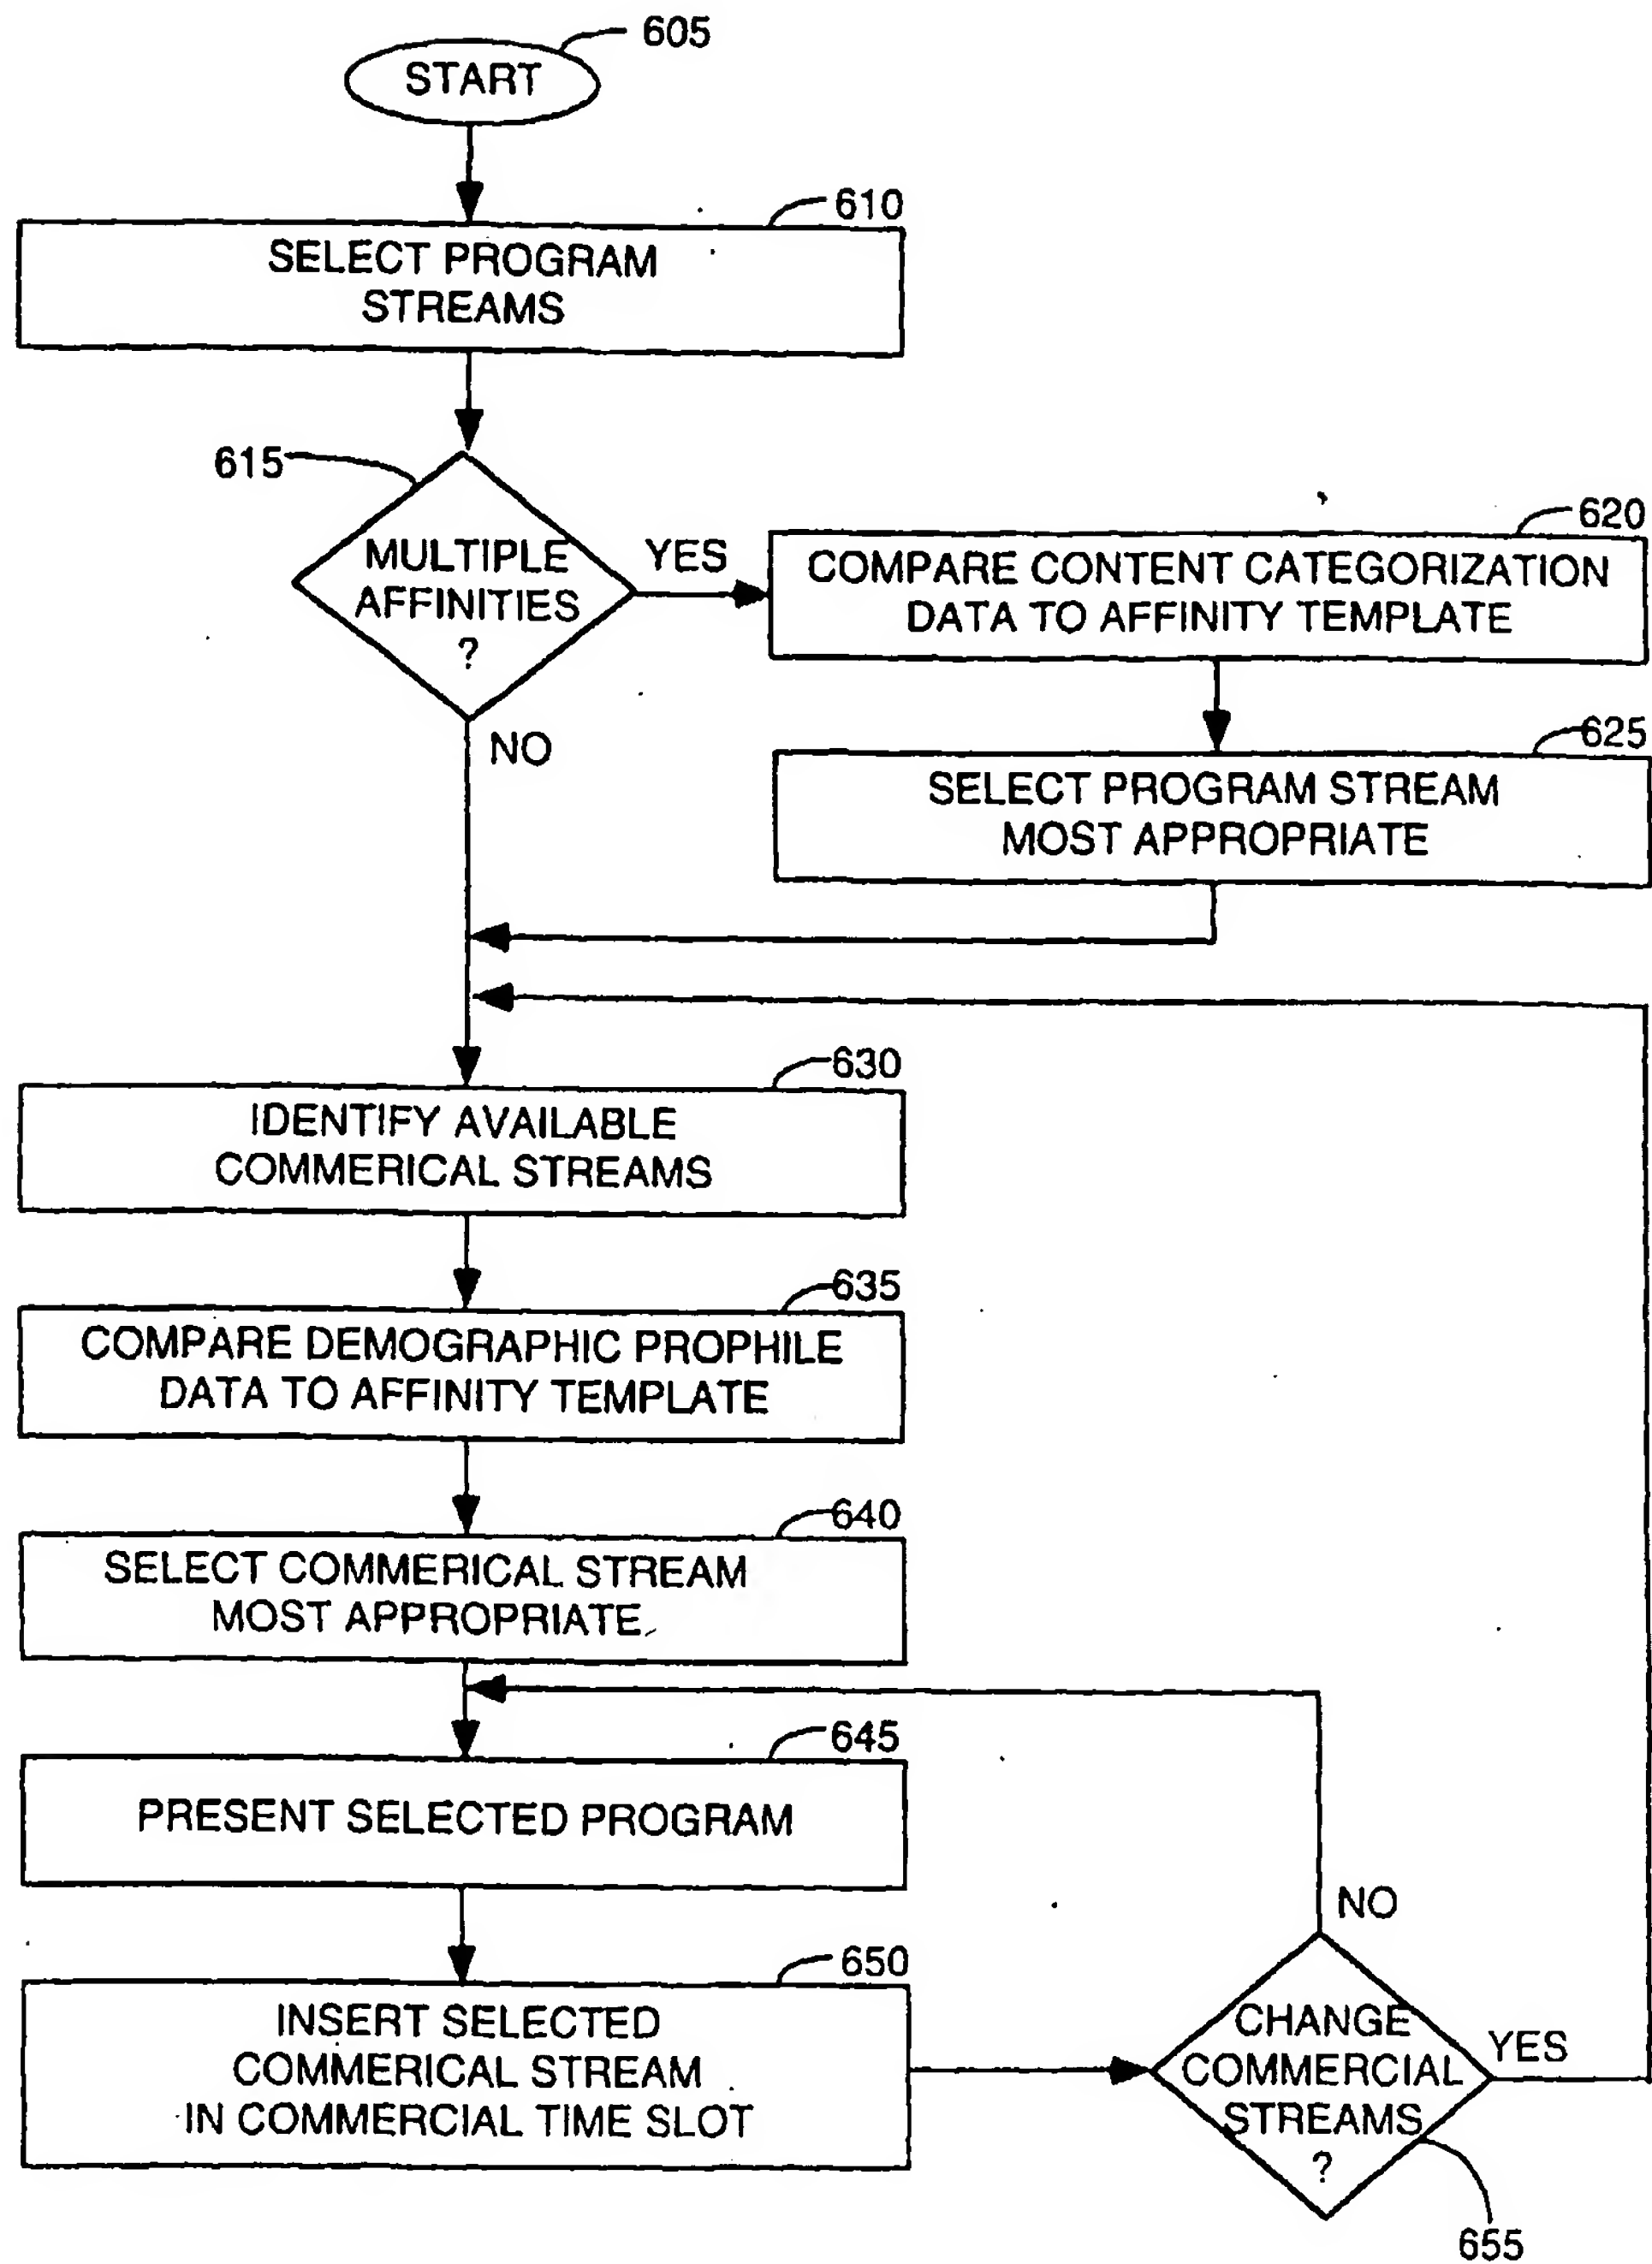 605
START
610
SELECT PROGRAM
STREAMS
615
MULTIPLE
AFFINITIES
?
YES
NO
620
COMPARE CONTENT CATEGORIZATION
DATA TO AFFINITY TEMPLATE
625
SELECT PROGRAM STREAM
MOST APPROPRIATE
630
IDENTIFY AVAILABLE
COMMERICAL STREAMS
635
COMPARE DEMOGRAPHIC PROPHILE
DATA TO AFFINITY TEMPLATE
640
SELECT COMMERICAL STREAM
MOST APPROPRIATE
645
PRESENT SELECTED PROGRAM
650
INSERT SELECTED
COMMERICAL STREAM
IN COMMERCIAL TIME SLOT
NO
CHANGE
COMMERCIAL
STREAMS
?
YES
655